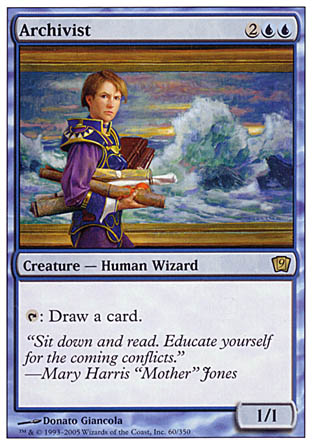 Archivist 2
Creature — Human Wizard 9
: Draw a card.
“Sit down and read. Educate yourself
for the coming conflicts.”
—Mary Harris “Mother” Jones
Donato Giancola
™ & © 1993-2005 Wizards of the Coast, Inc. 60/350
1/1